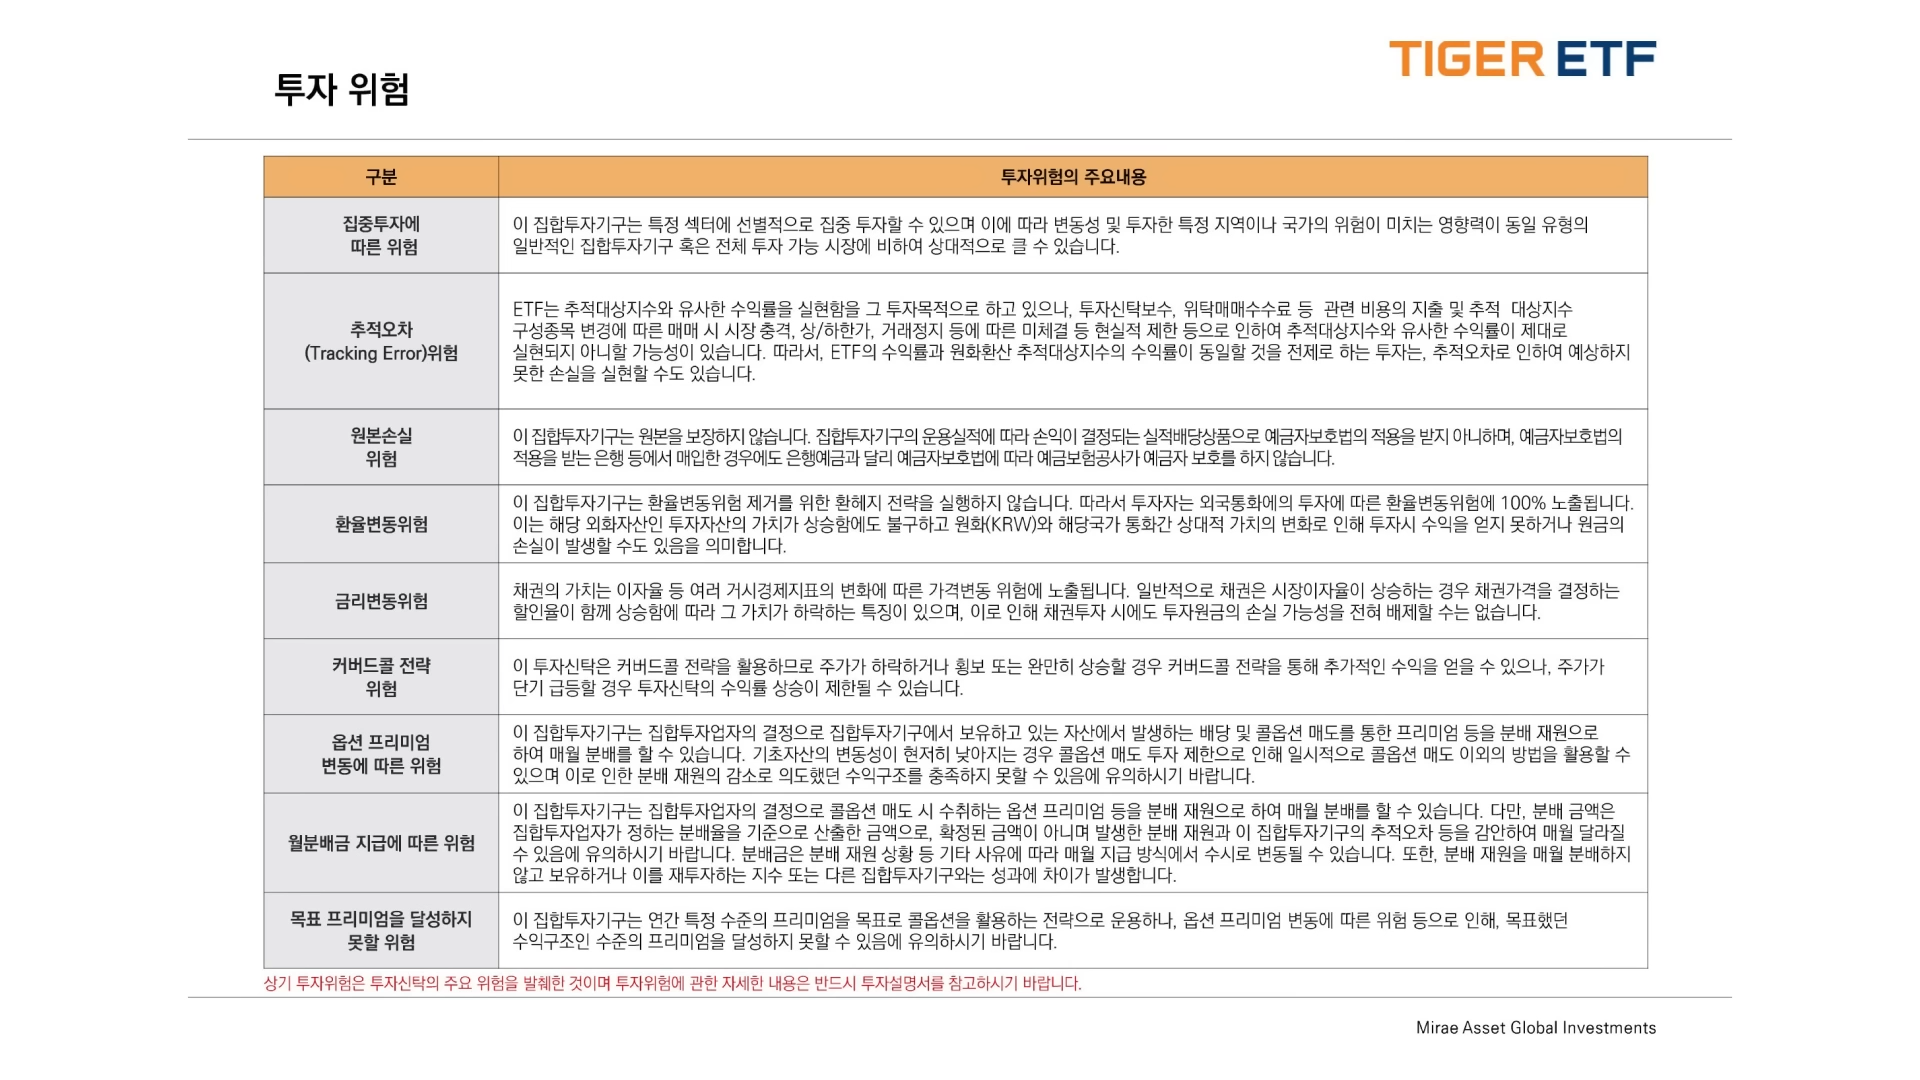 TIGER ETF
투자 위험
구분
투자위험의 주요내용
집중투자에
따른 위험
이 집합투자기구는 특정 섹터에 선별적으로 집중 투자할 수 있으며 이에 따라 변동성 및 투자한 특정 지역이나 국가의 위험이 미치는 영향력이 동일 유형의
일반적인 집합투자기구 혹은 전체 투자 가능 시장에 비하여 상대적으로 클 수 있습니다.
추적오차
(Tracking Error)위험
ETF는 추적대상지수와 유사한 수익률을 실현함을 그 투자목적으로 하고 있으나, 투자신탁보수, 위탁매매수수료 등 관련 비용의 지출 및 추적 대상지수
구성종목 변경에 따른 매매 시 시장 충격, 상/하한가, 거래정지 등에 따른 미체결 등 현실적 제한 등으로 인하여 추적대상지수와 유사한 수익률이 제대로
실현되지 아니할 가능성이 있습니다. 따라서, ETF의 수익률과 원화환산 추적대상지수의 수익률이 동일할 것을 전제로 하는 투자는, 추적오차로 인하여 예상하지
못한 손실을 실현할 수도 있습니다.
원본손실
위험
이 집합투자기구는 원본을 보장하지 않습니다. 집합투자기구의 운용실적에 따라 손익이 결정되는 실적배당상품으로 예금자보호법의 적용을 받지 아니하며, 예금자보호법의
적용을 받는 은행 등에서 매입한 경우에도 은행예금과 달리 예금자보호법에 따라 예금보험공사가 예금자 보호를 하지 않습니다.
환율변동위험
이 집합투자기구는 환율변동위험 제거를 위한 환헤지 전략을 실행하지 않습니다. 따라서 투자자는 외국통화에의 투자에 따른 환율변동위험에 100% 노출됩니다.
이는 해당 외화자산인 투자자산의 가치가 상승함에도 불구하고 원화(KRW)와 해당국가 통화간 상대적 가치의 변화로 인해 투자시 수익을 얻지 못하거나 원금의
손실이 발생할 수도 있음을 의미합니다.
금리변동위험
채권의 가치는 이자율 등 여러 거시경제지표의 변화에 따른 가격변동 위험에 노출됩니다. 일반적으로 채권은 시장이자율이 상승하는 경우 채권가격을 결정하는
할인율이 함께 상승함에 따라 그 가치가 하락하는 특징이 있으며, 이로 인해 채권투자 시에도 투자원금의 손실 가능성을 전혀 배제할 수는 없습니다.
커버드콜 전략
위험
이 투자신탁은 커버드콜 전략을 활용하므로 주가가 하락하거나 횡보 또는 완만히 상승할 경우 커버드콜 전략을 통해 추가적인 수익을 얻을 수 있으나, 주가가
단기 급등할 경우 투자신탁의 수익률 상승이 제한될 수 있습니다.
옵션 프리미엄
변동에 따른 위험
이 집합투자기구는 집합투자업자의 결정으로 집합투자기구에서 보유하고 있는 자산에서 발생하는 배당 및 콜옵션 매도를 통한 프리미엄 등을 분배 재원으로
하여 매월 분배를 할 수 있습니다. 기초자산의 변동성이 현저히 낮아지는 경우 콜옵션 매도 투자 제한으로 인해 일시적으로 콜옵션 매도 이외의 방법을 활용할 수
있으며 이로 인한 분배 재원의 감소로 의도했던 수익구조를 충족하지 못할 수 있음에 유의하시기 바랍니다.
월분배금 지급에 따른 위험
이 집합투자기구는 집합투자업자의 결정으로 콜옵션 매도 시 수취하는 옵션 프리미엄 등을 분배 재원으로 하여 매월 분배를 할 수 있습니다. 다만, 분배 금액은
집합투자업자가 정하는 분배율을 기준으로 산출한 금액으로, 확정된 금액이 아니며 발생한 분배 재원과 이 집합투자기구의 추적오차 등을 감안하여 매월 달라질
수 있음에 유의하시기 바랍니다. 분배금은 분배 재원 상황 등 기타 사유에 따라 매월 지급 방식에서 수시로 변동될 수 있습니다. 또한, 분배 재원을 매월 분배하지
않고 보유하거나 이를 재투자하는 지수 또는 다른 집합투자기구와는 성과에 차이가 발생합니다.
목표 프리미엄을 달성하지
못할 위험
이 집합투자기구는 연간 특정 수준의 프리미엄을 목표로 콜옵션을 활용하는 전략으로 운용하나, 옵션 프리미엄 변동에 따른 위험 등으로 인해, 목표했던
수익구조인 수준의 프리미엄을 달성하지 못할 수 있음에 유의하시기 바랍니다.
상기 투자위험은 투자신탁의 주요 위험을 발췌한 것이며 투자위험에 관한 자세한 내용은 반드시 투자설명서를 참고하시기 바랍니다.
Mirae Asset Global Investments